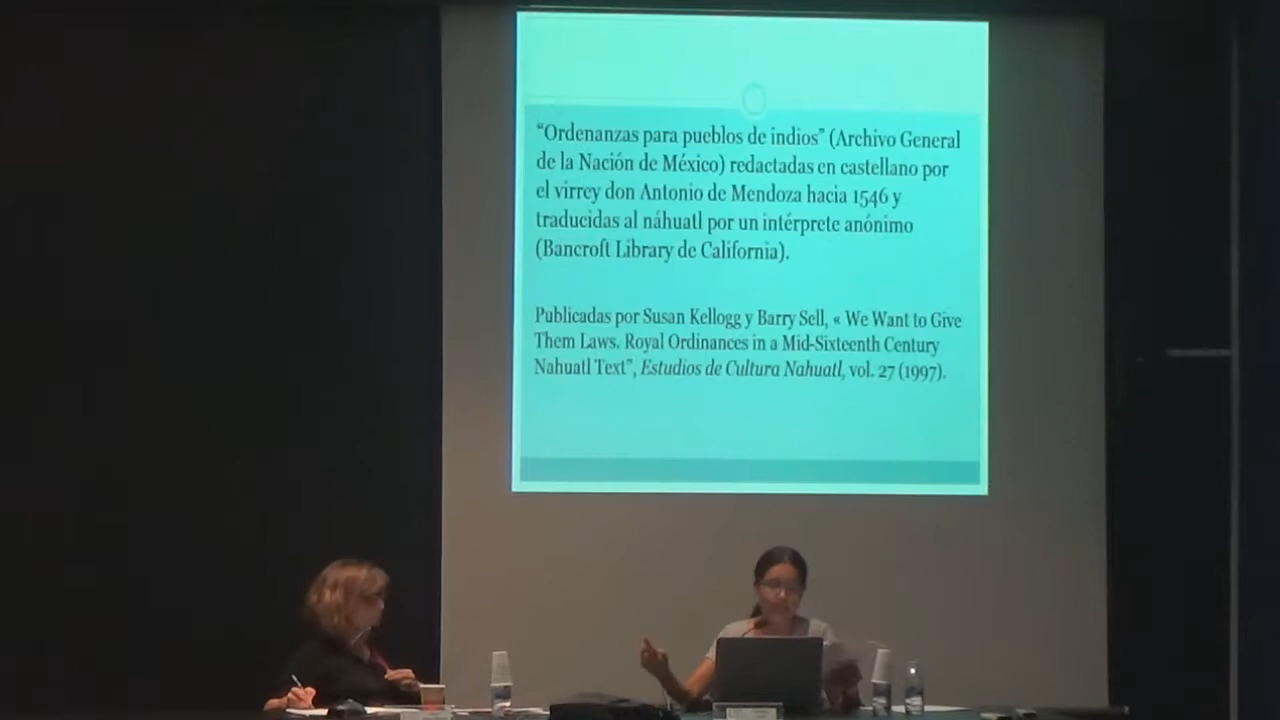 “Ordenanzas para pueblos de indios” (Archivo General
de la Nación de México) redactadas en castellano por
el virrey don Antonio de Mendoza hacia 1546 y
traducidas al náhuatl por un intérprete anónimo
(Bancroft Library de California).
Publicadas por Susan Kellogg y Barry Sell, « We Want to Give
Them Laws. Royal Ordinances in a Mid-Sixteenth Century
Nahuatl Text”, Estudios de Cultura Nahuatl, vol. 27 (1997).